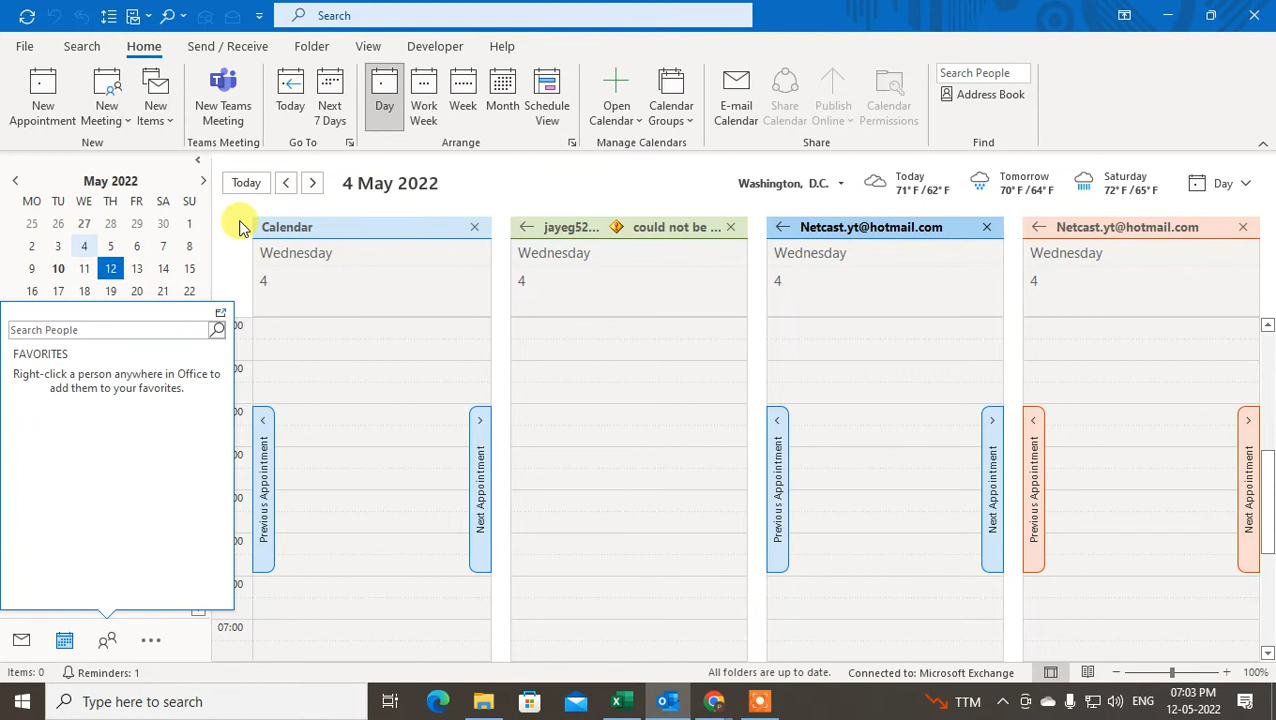 Search
File Search Home Send / Receive Folder View Developer Help
New Appointment
New Meeting
New Items
New Teams Meeting
Today
Next 7 Days
Day
Work Week
Week
Month
Schedule View
Open Calendar
Calendar Groups
E-mail Calendar
Share Calendar
Publish Online
Calendar Permissions
Search People
Address Book
New Teams Meeting Go To Arrange Manage Calendars Share Find
May 2022
MO TU WE TH FR SA SU
25 26 27 28 29 30 1
2 3 4 5 6 7 8
9 10 11 12 13 14 15
16 17 18 19 20 21 22
Search People
FAVORITES
Right-click a person anywhere in Office to
add them to your favorites.
Today 4 May 2022
Washington, D.C.
Today
71° F / 62° F
Tomorrow
70° F / 64° F
Saturday
72° F / 65° F
Day
Calendar
Wednesday
4
jayeg52... could not be ...
Wednesday
4
Netcast.yt@hotmail.com
Wednesday
4
Netcast.yt@hotmail.com
Wednesday
4
Previous Appointment
Next Appointment
Previous Appointment
Next Appointment
Previous Appointment
Next Appointment
07:00
Items: 0 Reminders: 1 All folders are up to date. Connected to: Microsoft Exchange 100%
Type here to search
TTM
ENG
07:03 PM
12-05-2022